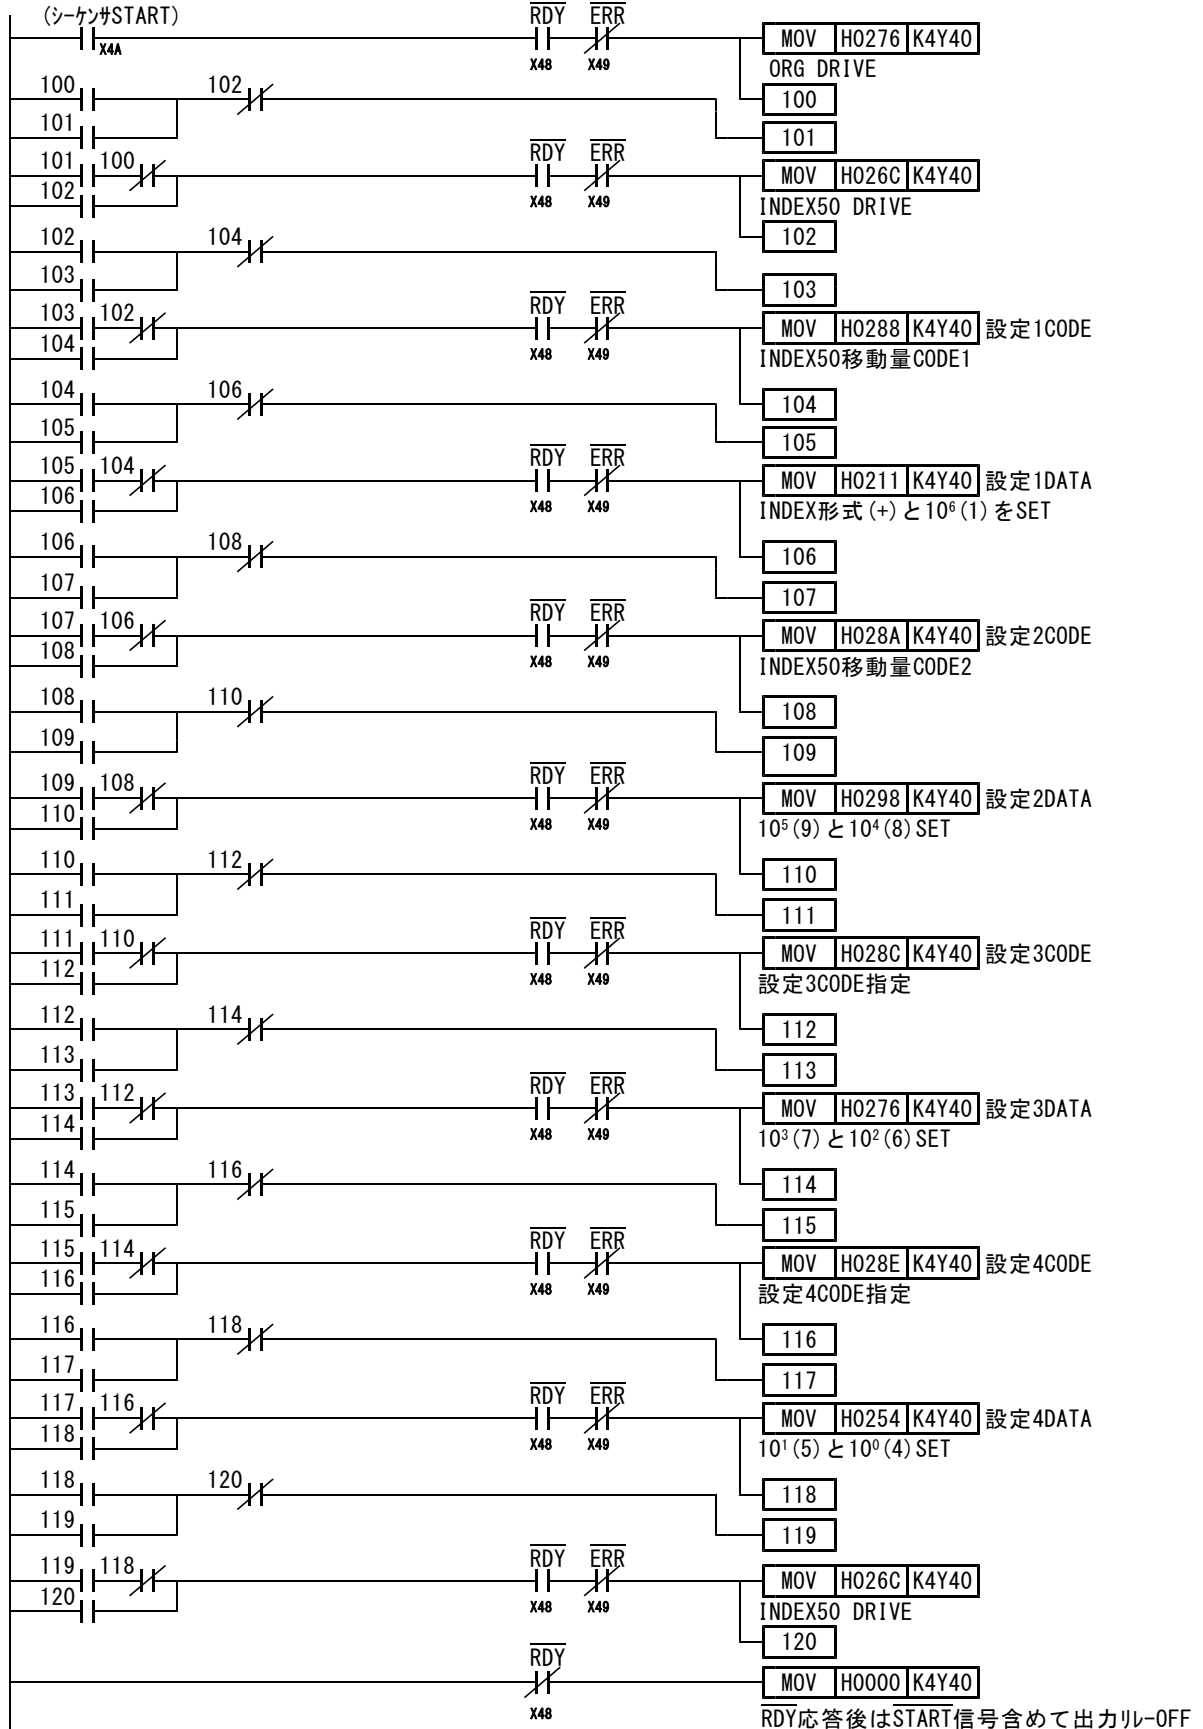 (シーケンサSTART)
RDY ERR
X4A X48 X49
MOV H0276 K4Y40
ORG DRIVE
100
100 102
101
101
101 100
102
RDY ERR
X48 X49
MOV H026C K4Y40
INDEX50 DRIVE
102
102 104
103
103
103 102
104
RDY ERR
X48 X49
MOV H0288 K4Y40 設定1CODE
INDEX50移動量CODE1
104
104 106
105
105
105 104
106
RDY ERR
X48 X49
MOV H0211 K4Y40 設定1DATA
INDEX形式(+)と10⁶(1)をSET
106
106 108
107
107
107 106
108
RDY ERR
X48 X49
MOV H028A K4Y40 設定2CODE
INDEX50移動量CODE2
108
108 110
109
109
109 108
110
RDY ERR
X48 X49
MOV H0298 K4Y40 設定2DATA
10⁵(9)と10⁴(8)SET
110
110 112
111
111
111 110
112
RDY ERR
X48 X49
MOV H028C K4Y40 設定3CODE
設定3CODE指定
112
112 114
113
113
113 112
114
RDY ERR
X48 X49
MOV H0276 K4Y40 設定3DATA
10³(7)と10²(6)SET
114
114 116
115
115
115 114
116
RDY ERR
X48 X49
MOV H028E K4Y40 設定4CODE
設定4CODE指定
116
116 118
117
117
117 116
118
RDY ERR
X48 X49
MOV H0254 K4Y40 設定4DATA
10¹(5)と10⁰(4)SET
118
118 120
119
119
119 118
120
RDY ERR
X48 X49
MOV H026C K4Y40
INDEX50 DRIVE
120
RDY
X48
MOV H0000 K4Y40
RDY応答後はSTART信号含めて出力リレーOFF